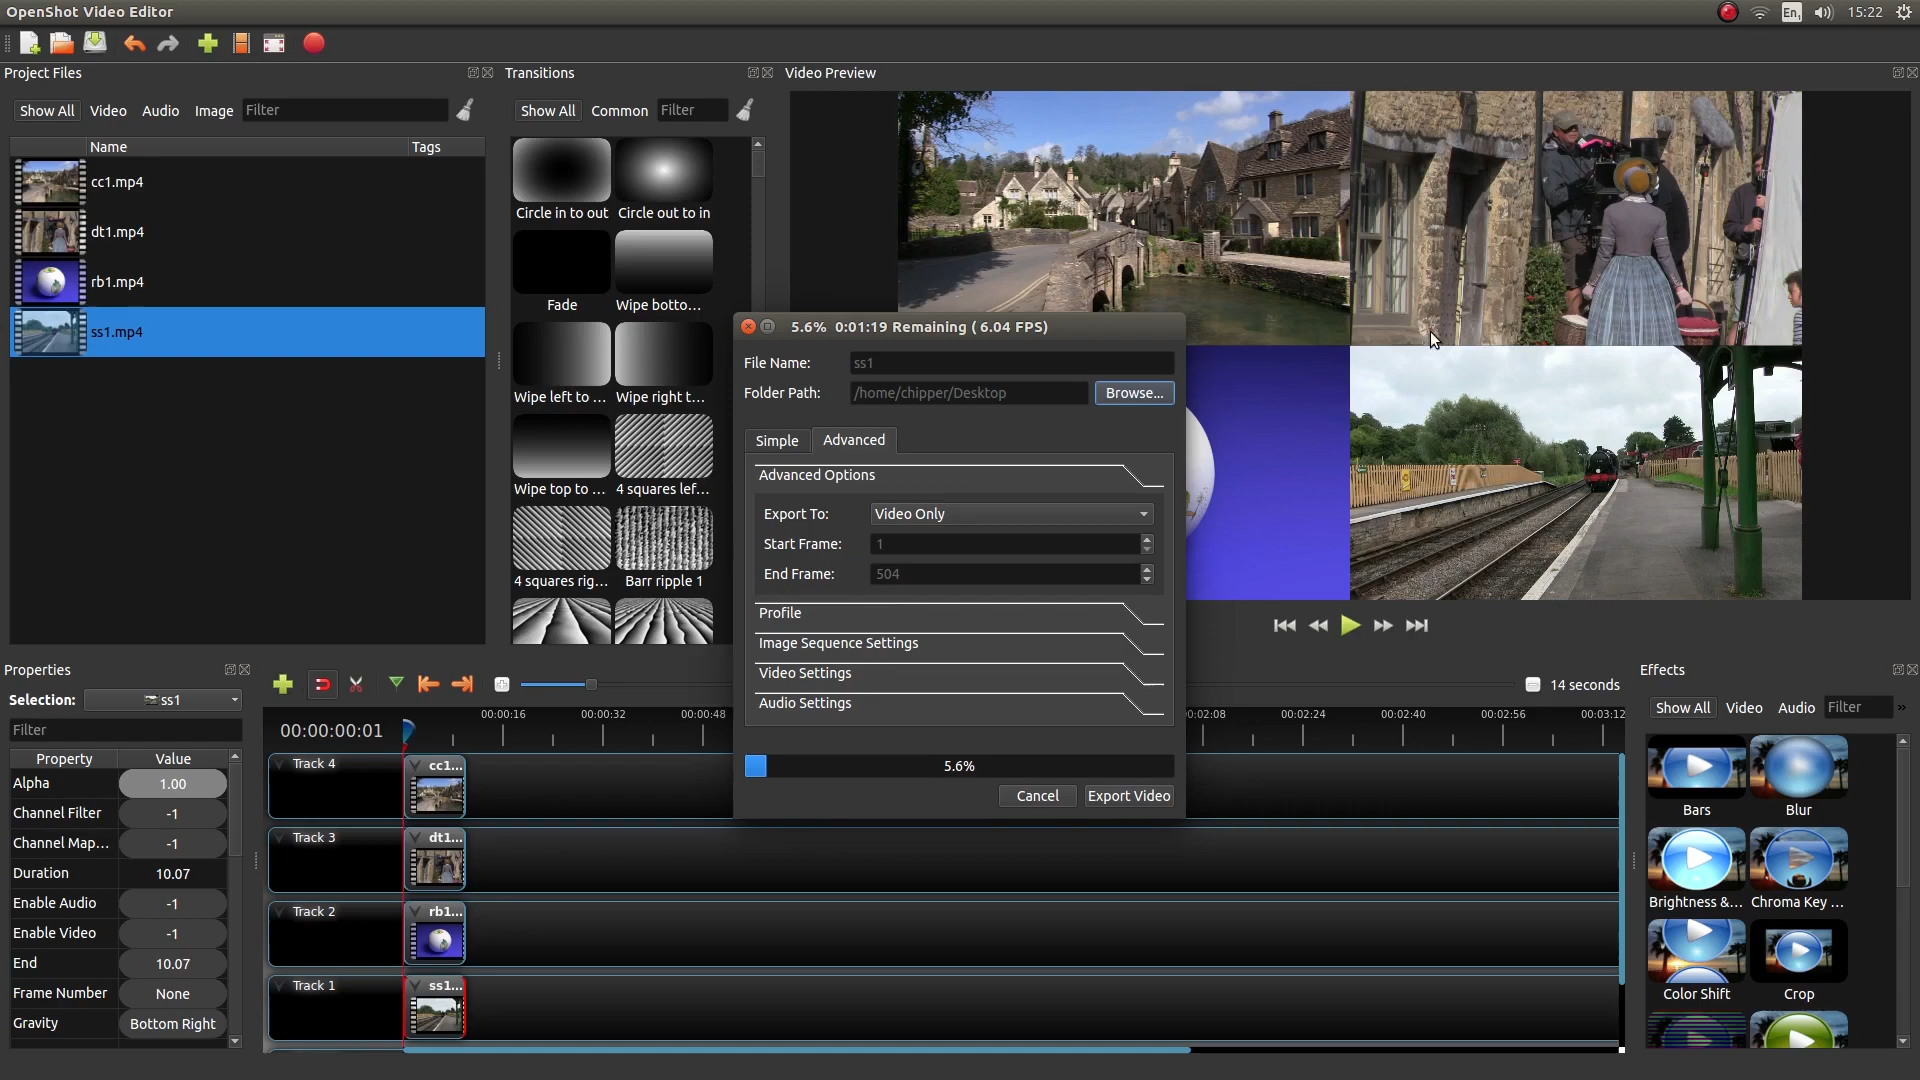 OpenShot Video Editor
En1 15:22
Project Files
Show All Video Audio Image Filter
Name Tags
cc1.mp4
dt1.mp4
rb1.mp4
ss1.mp4
Transitions
Show All Common Filter
Circle in to out Circle out to in
Fade Wipe botto...
Wipe left to ... Wipe right t...
Wipe top to ... 4 squares lef...
4 squares rig... Barr ripple 1
Video Preview
5.6% 0:01:19 Remaining ( 6.04 FPS)
File Name: ss1
Folder Path: /home/chipper/Desktop Browse...
Simple Advanced
Advanced Options
Export To: Video Only
Start Frame: 1
End Frame: 504
Profile
Image Sequence Settings
Video Settings
Audio Settings
5.6%
Cancel Export Video
Properties
Selection: ss1
Filter
Property Value
Alpha 1.00
Channel Filter -1
Channel Map... -1
Duration 10.07
Enable Audio -1
Enable Video -1
End 10.07
Frame Number None
Gravity Bottom Right
14 seconds
00:00:00:01 00:00:16 00:00:32 00:00:48 0:02:08 00:02:24 00:02:40 00:02:56 00:03:12
Track 4 cc1...
Track 3 dt1...
Track 2 rb1...
Track 1 ss1...
Effects
Show All Video Audio Filter »
Bars Blur
Brightness &... Chroma Key ...
Color Shift Crop